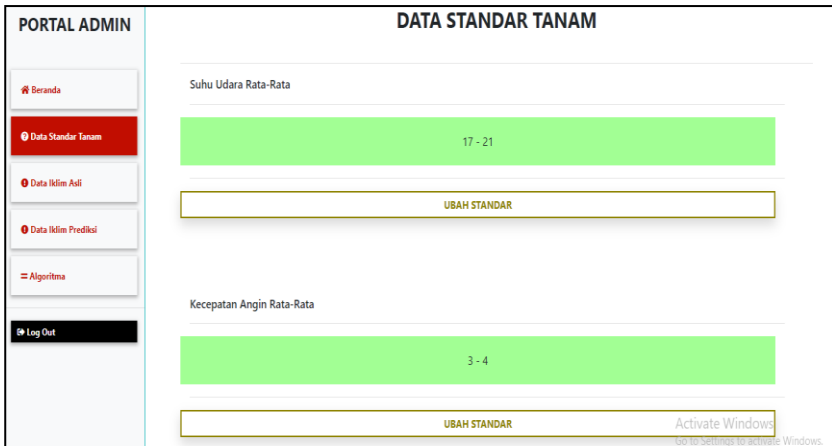 PORTAL ADMIN
Beranda
Data Standar Tanam
Data Iklim Asli
Data Iklim Prediksi
Algoritma
Log Out
DATA STANDAR TANAM
Suhu Udara Rata-Rata
17 - 21
UBAH STANDAR
Kecepatan Angin Rata-Rata
3 - 4
UBAH STANDAR
Activate Windows
Go to Settings to activate Windows.